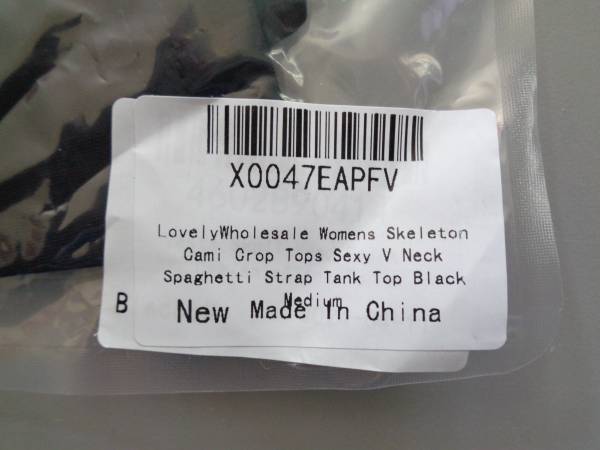 X0047EAPFV
LovelyWholesale Womens Skeleton
Cami Crop Tops Sexy V Neck
Spaghetti Strap Tank Top Black
Medium
B
New Made In China